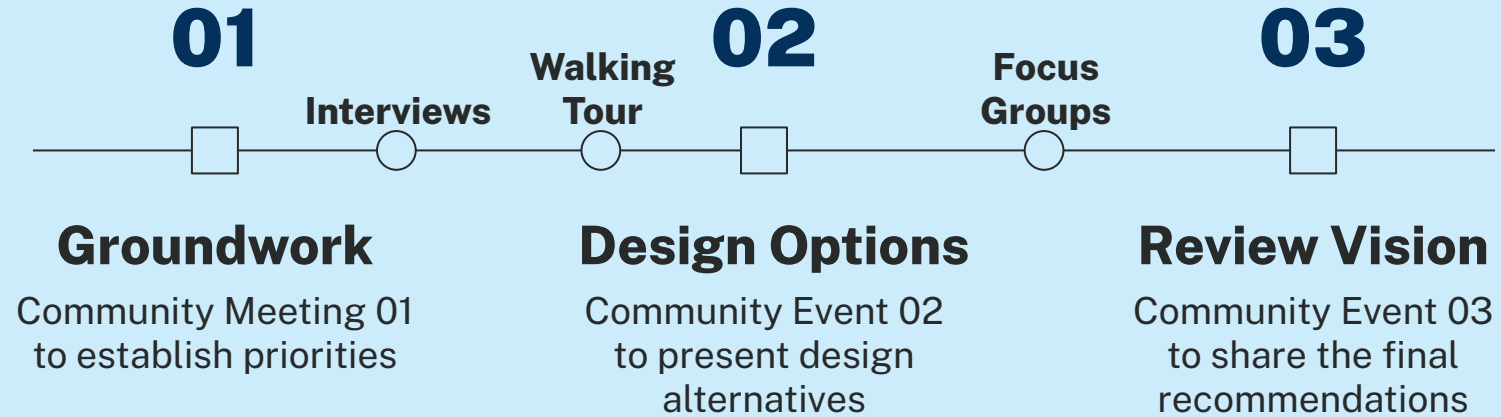 01
Interviews
Walking
Tour
02
Focus
Groups
03
Groundwork
Community Meeting 01
to establish priorities
Design Options
Community Event 02
to present design
alternatives
Review Vision
Community Event 03
to share the final
recommendations